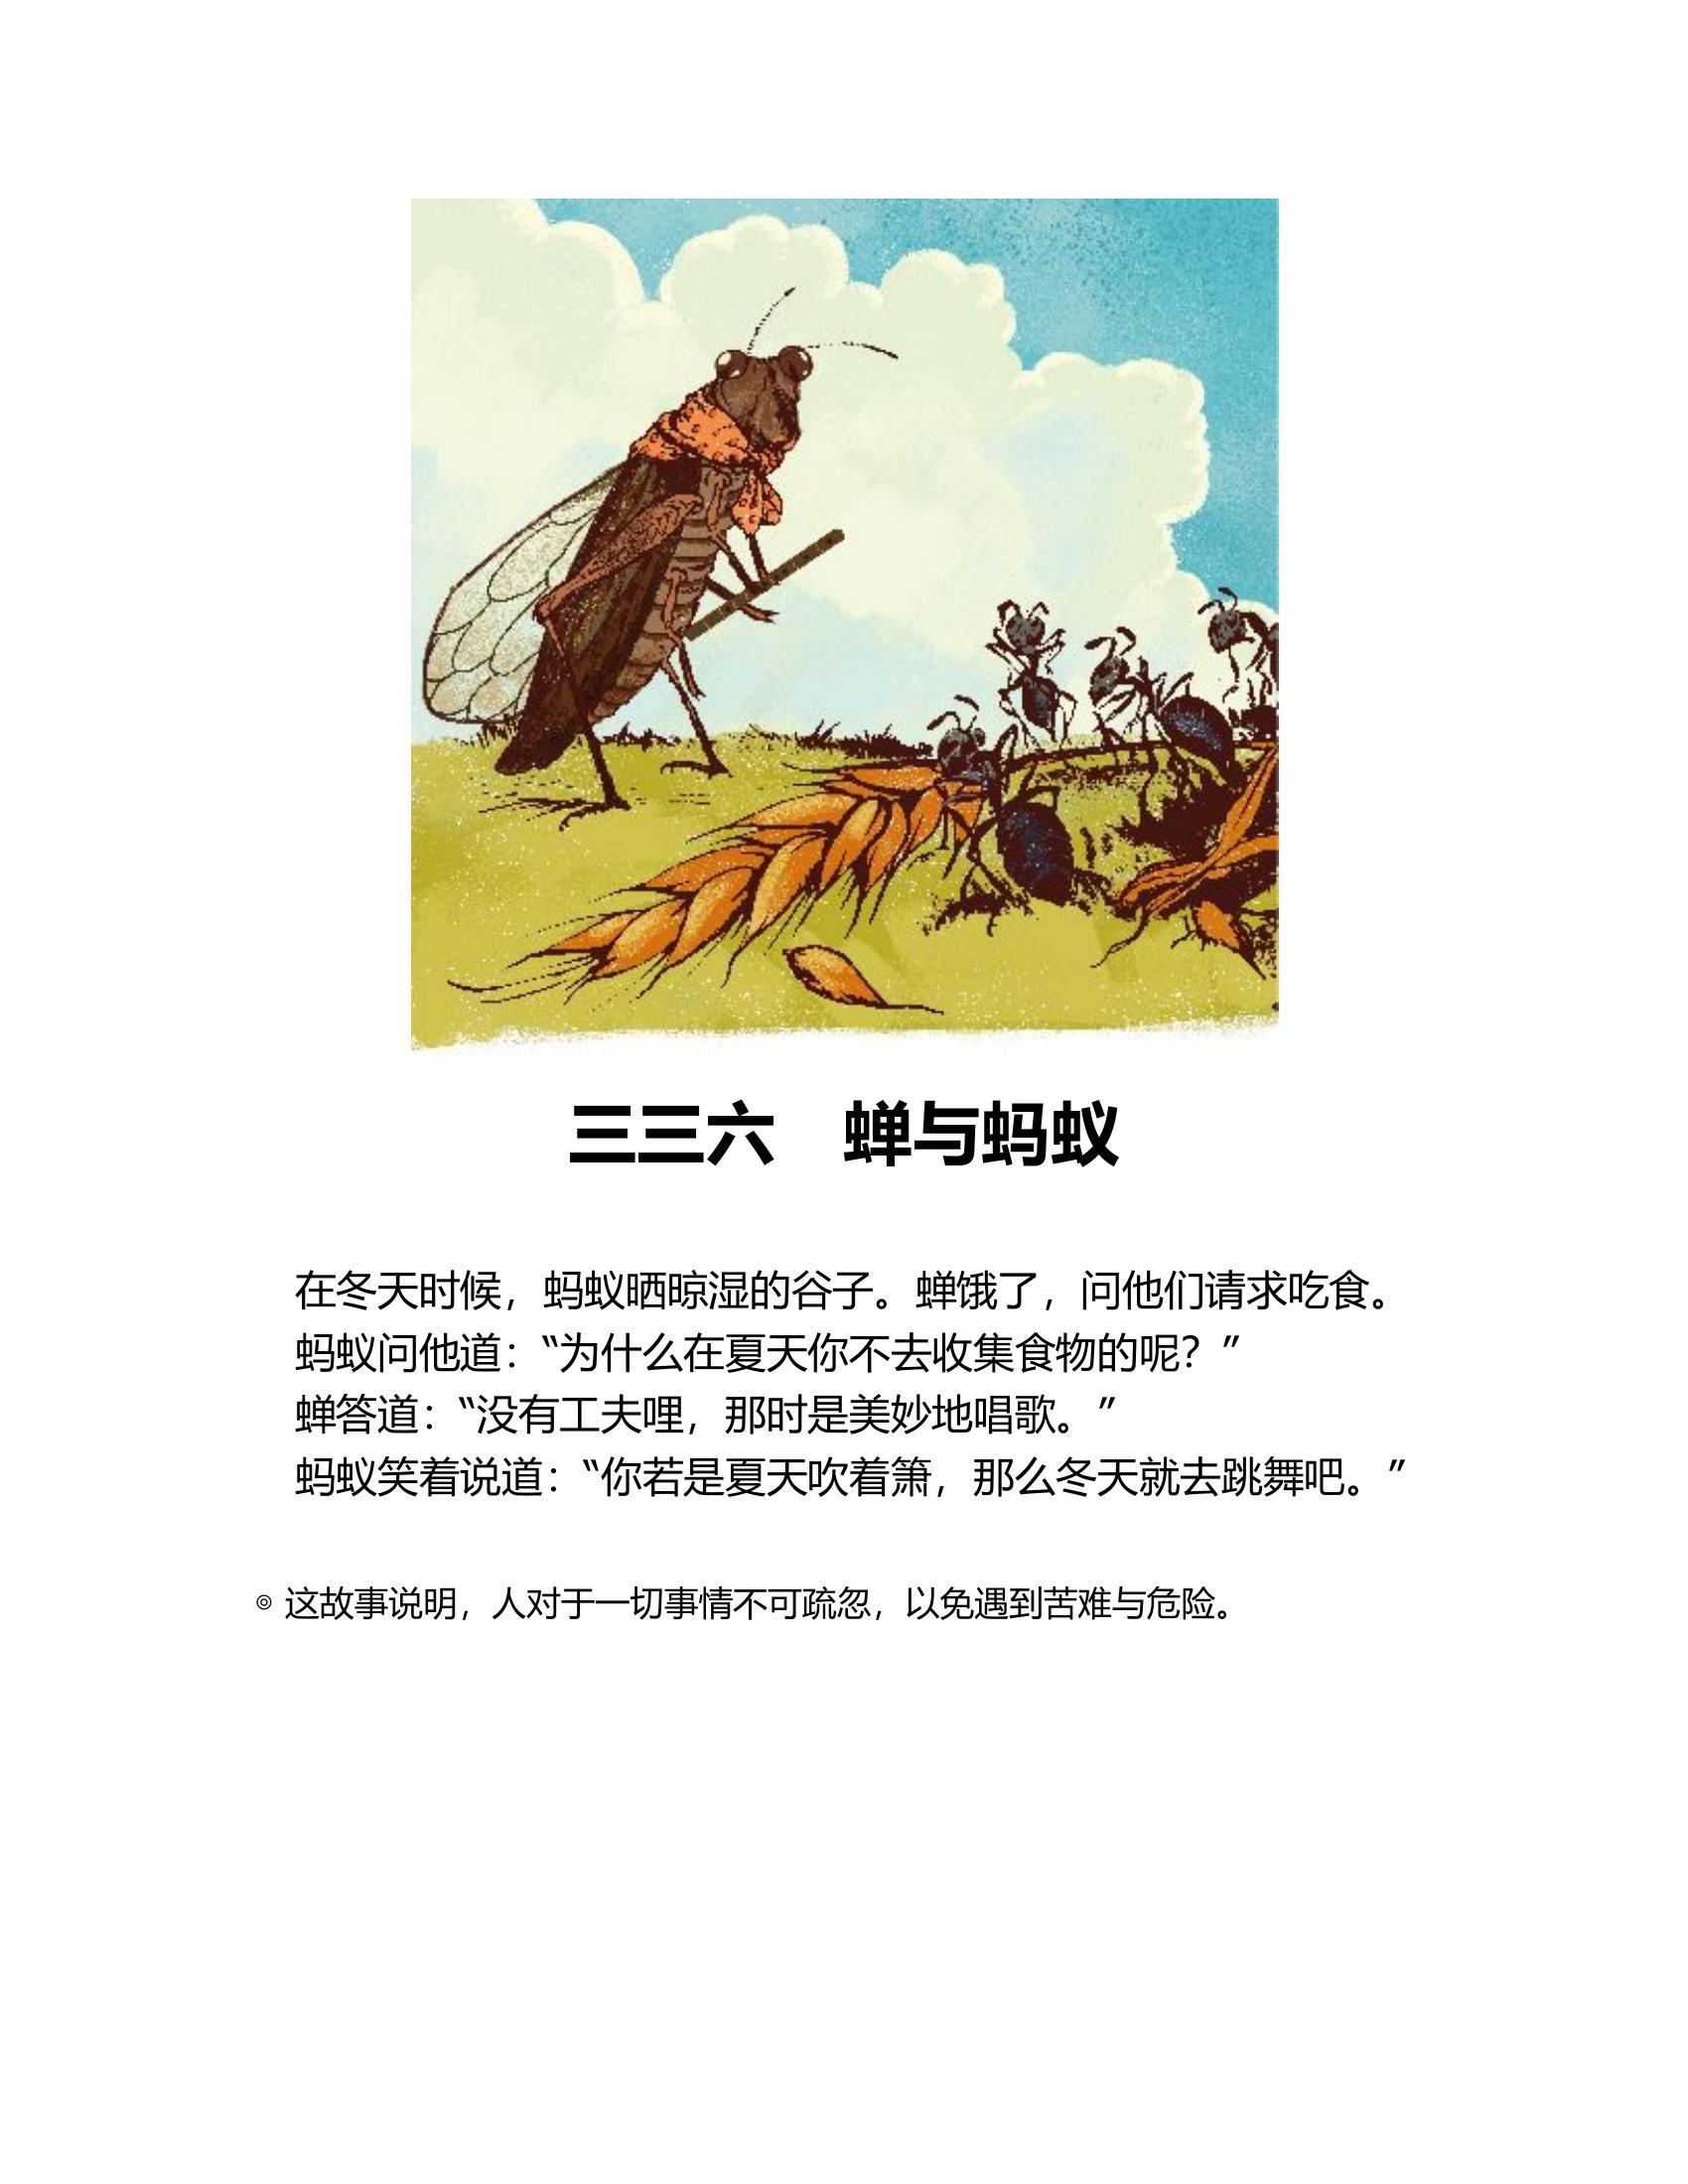 三三六　蝉与蚂蚁
在冬天时候，蚂蚁晒晾湿的谷子。蝉饿了，问他们请求吃食。
蚂蚁问他道：“为什么在夏天你不去收集食物的呢？”
蝉答道：“没有工夫哩，那时是美妙地唱歌。”
蚂蚁笑着说道：“你若是夏天吹着箫，那么冬天就去跳舞吧。”
◎ 这故事说明，人对于一切事情不可疏忽，以免遇到苦难与危险。